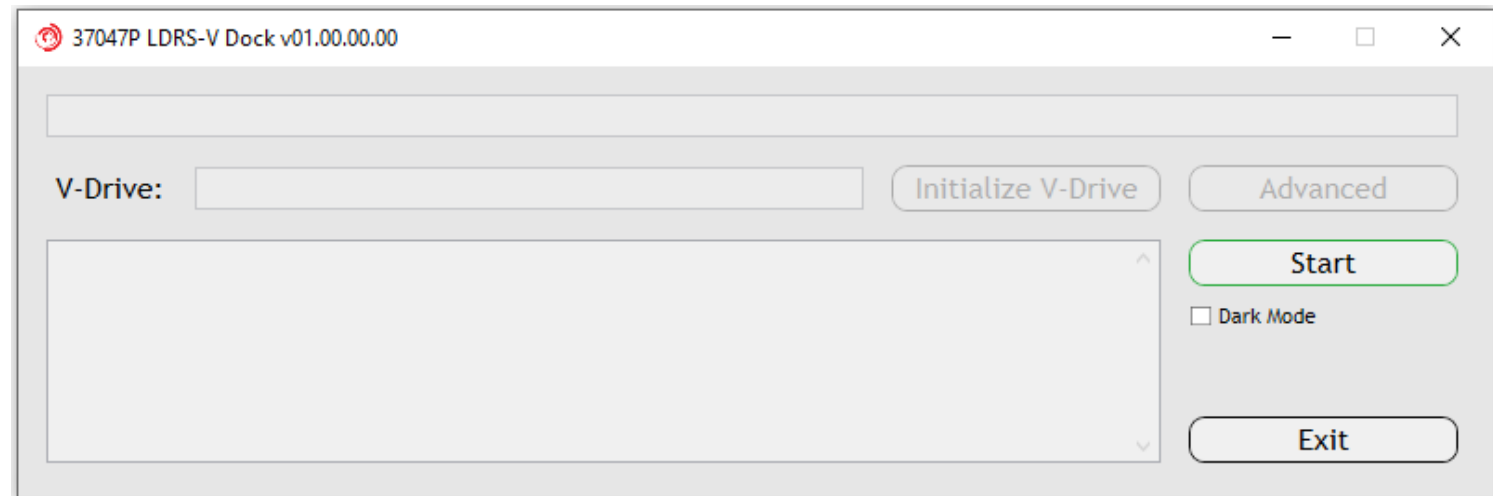 37047P LDRS-V Dock v01.00.00.00
V-Drive:
Initialize V-Drive
Advanced
Start
Dark Mode
Exit